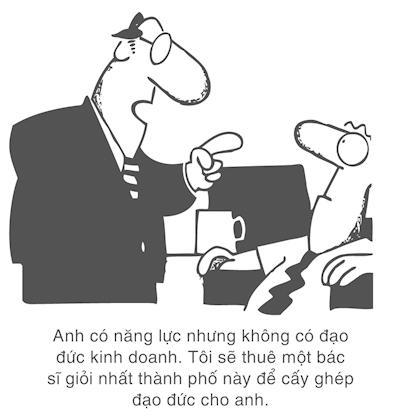 Anh có năng lực nhưng không có đạo
đức kinh doanh. Tôi sẽ thuê một bác
sĩ giỏi nhất thành phố này để cấy ghép
đạo đức cho anh.